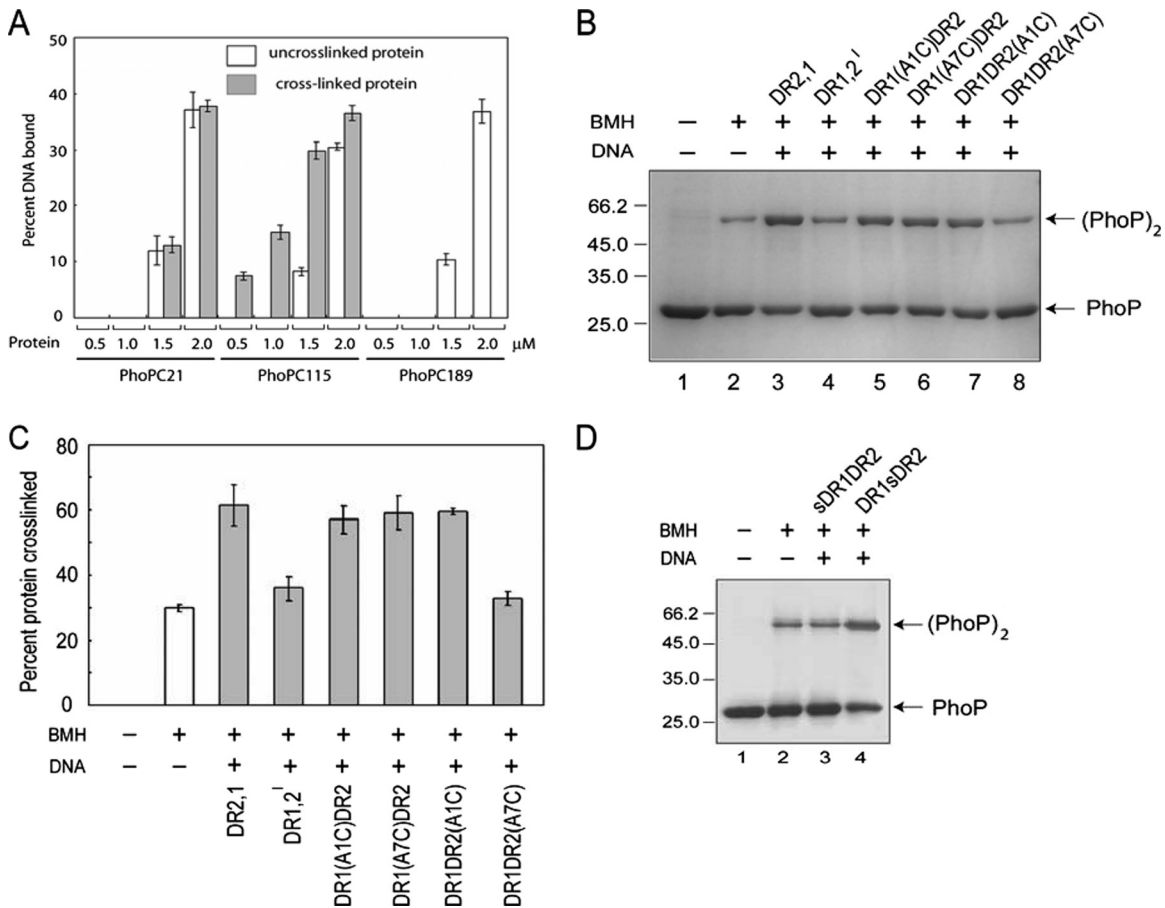 A
50
40
30
20
10
0
Percent DNA bound
uncrosslinked protein
cross-linked protein
Protein 0.5 1.0 1.5 2.0 0.5 1.0 1.5 2.0 0.5 1.0 1.5 2.0 μM
PhoPC21 PhoPC115 PhoPC189
B
DR2,1 DR1,2ᴵ DR1(A1C)DR2 DR1(A7C)DR2 DR1DR2(A1C) DR1DR2(A7C)
BMH – + + + + + + +
DNA – – + + + + + +
66.2
45.0
35.0
25.0
(PhoP)₂
PhoP
1 2 3 4 5 6 7 8
C
80
60
40
20
0
Percent protein crosslinked
BMH – + + + + + + +
DNA – – + + + + + +
DR2,1 DR1,2ᴵ DR1(A1C)DR2 DR1(A7C)DR2 DR1DR2(A1C) DR1DR2(A7C)
D
sDR1DR2 DR1sDR2
BMH – + + +
DNA – – + +
66.2
45.0
35.0
25.0
(PhoP)₂
PhoP
1 2 3 4